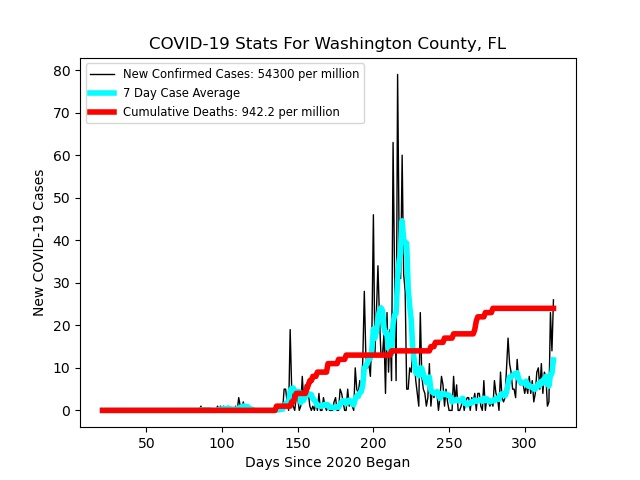 COVID-19 Stats For Washington County, FL
New Confirmed Cases: 54300 per million
7 Day Case Average
Cumulative Deaths: 942.2 per million
New COVID-19 Cases
80
70
60
50
40
30
20
10
0
50 100 150 200 250 300
Days Since 2020 Began